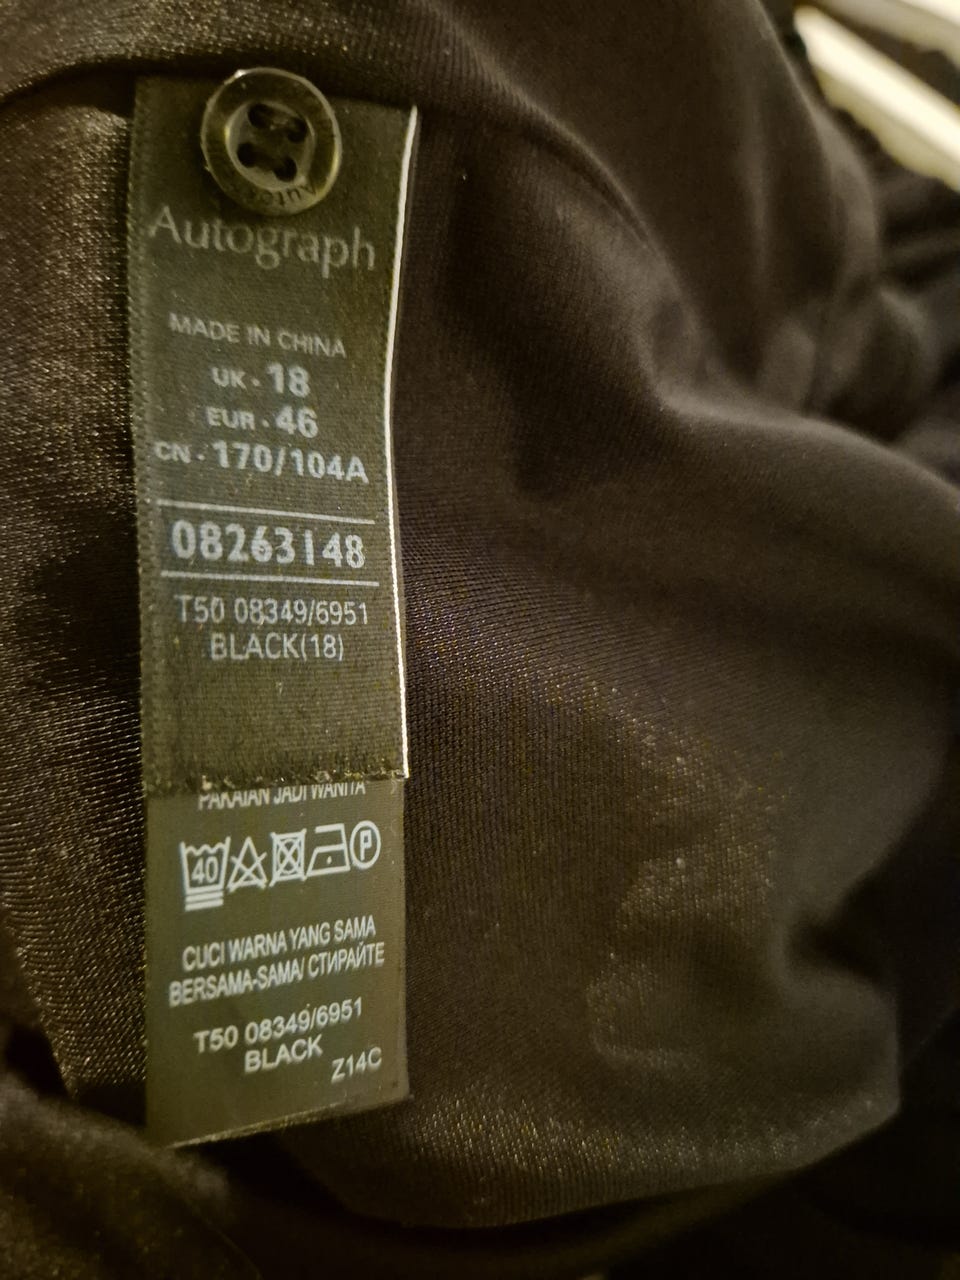 Autograph
MADE IN CHINA
UK - 18
EUR - 46
CN - 170/104A
08263148
T50 08349/6951
BLACK(18)
PAKAIAN JADI WANITA
40 P
CUCI WARNA YANG SAMA
BERSAMA-SAMA/ СТИРАЙТЕ
T50 08349/6951
BLACK
Z14C